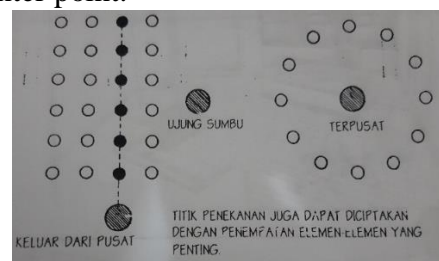 nter point.
UJUNG SUMBU
TERPUSAT
KELUAR DARI PUSAT
TITIK PENEKANAN JUGA DAPAT DICIPTAKAN
DENGAN PENEMPATAN ELEMEN-ELEMEN YANG
PENTING.